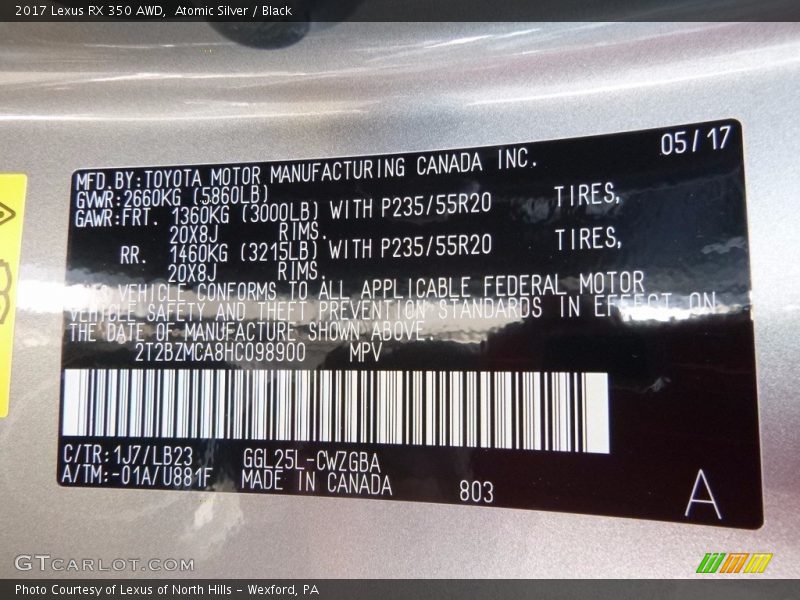 2017 Lexus RX 350 AWD, Atomic Silver / Black
05/17
MFD.BY:TOYOTA MOTOR MANUFACTURING CANADA INC.
GVWR:2660KG (5860LB)
GAWR:FRT. 1360KG (3000LB) WITH P235/55R20 TIRES,
20X8J RIMS.
RR. 1460KG (3215LB) WITH P235/55R20 TIRES,
20X8J RIMS.
THIS VEHICLE CONFORMS TO ALL APPLICABLE FEDERAL MOTOR
VEHICLE SAFETY AND THEFT PREVENTION STANDARDS IN EFFECT ON
THE DATE OF MANUFACTURE SHOWN ABOVE.
2T2BZMCA8HC098900 MPV
C/TR:1J7/LB23 GGL25L-CWZGBA
A/TM:-01A/U881F MADE IN CANADA 803
A
GTCARLOT.COM
Photo Courtesy of Lexus of North Hills - Wexford, PA